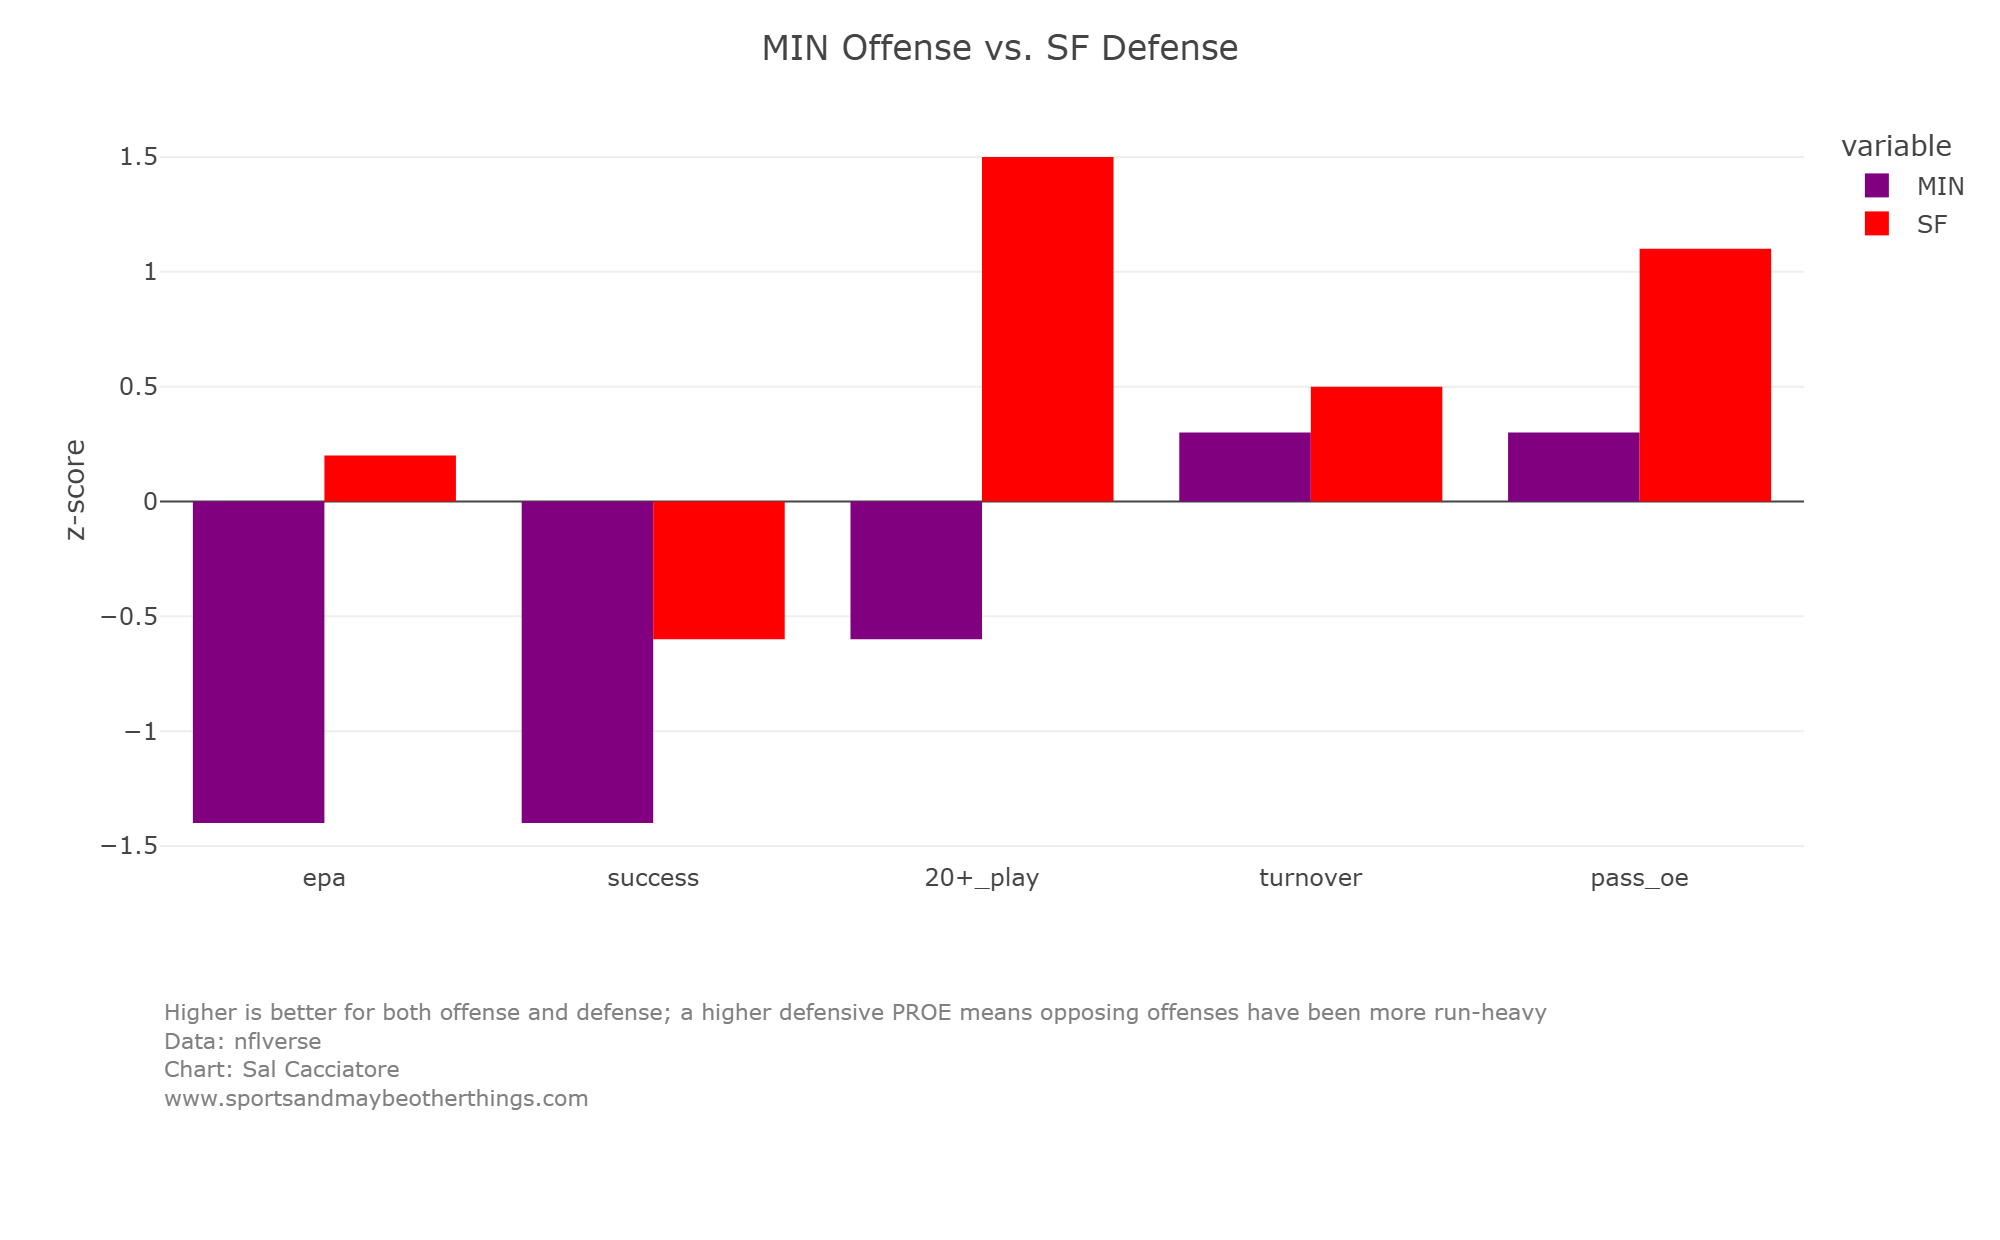 MIN Offense vs. SF Defense
variable
MIN
SF
1.5
1
0.5
0
−0.5
−1
−1.5
z-score
epa
success
20+_play
turnover
pass_oe
Higher is better for both offense and defense; a higher defensive PROE means opposing offenses have been more run-heavy
Data: nflverse
Chart: Sal Cacciatore
www.sportsandmaybeotherthings.com